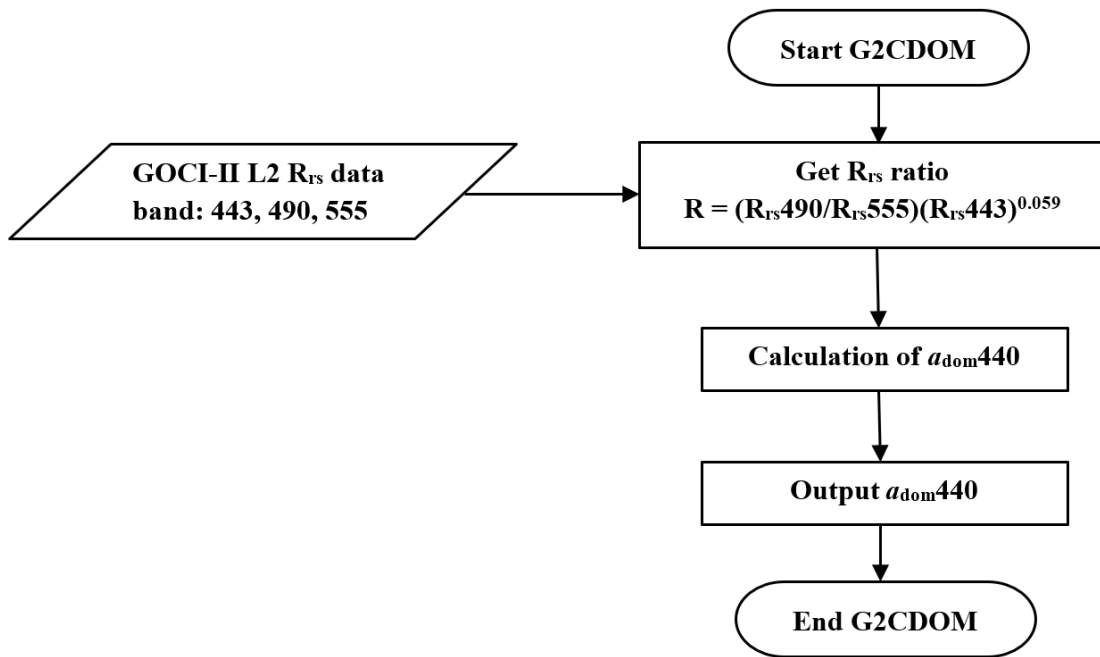 Start G2CDOM
GOCI-II L2 Rrs data
band: 443, 490, 555
Get Rrs ratio
R = (Rrs490/Rrs555)(Rrs443)^0.059
Calculation of adom440
Output adom440
End G2CDOM